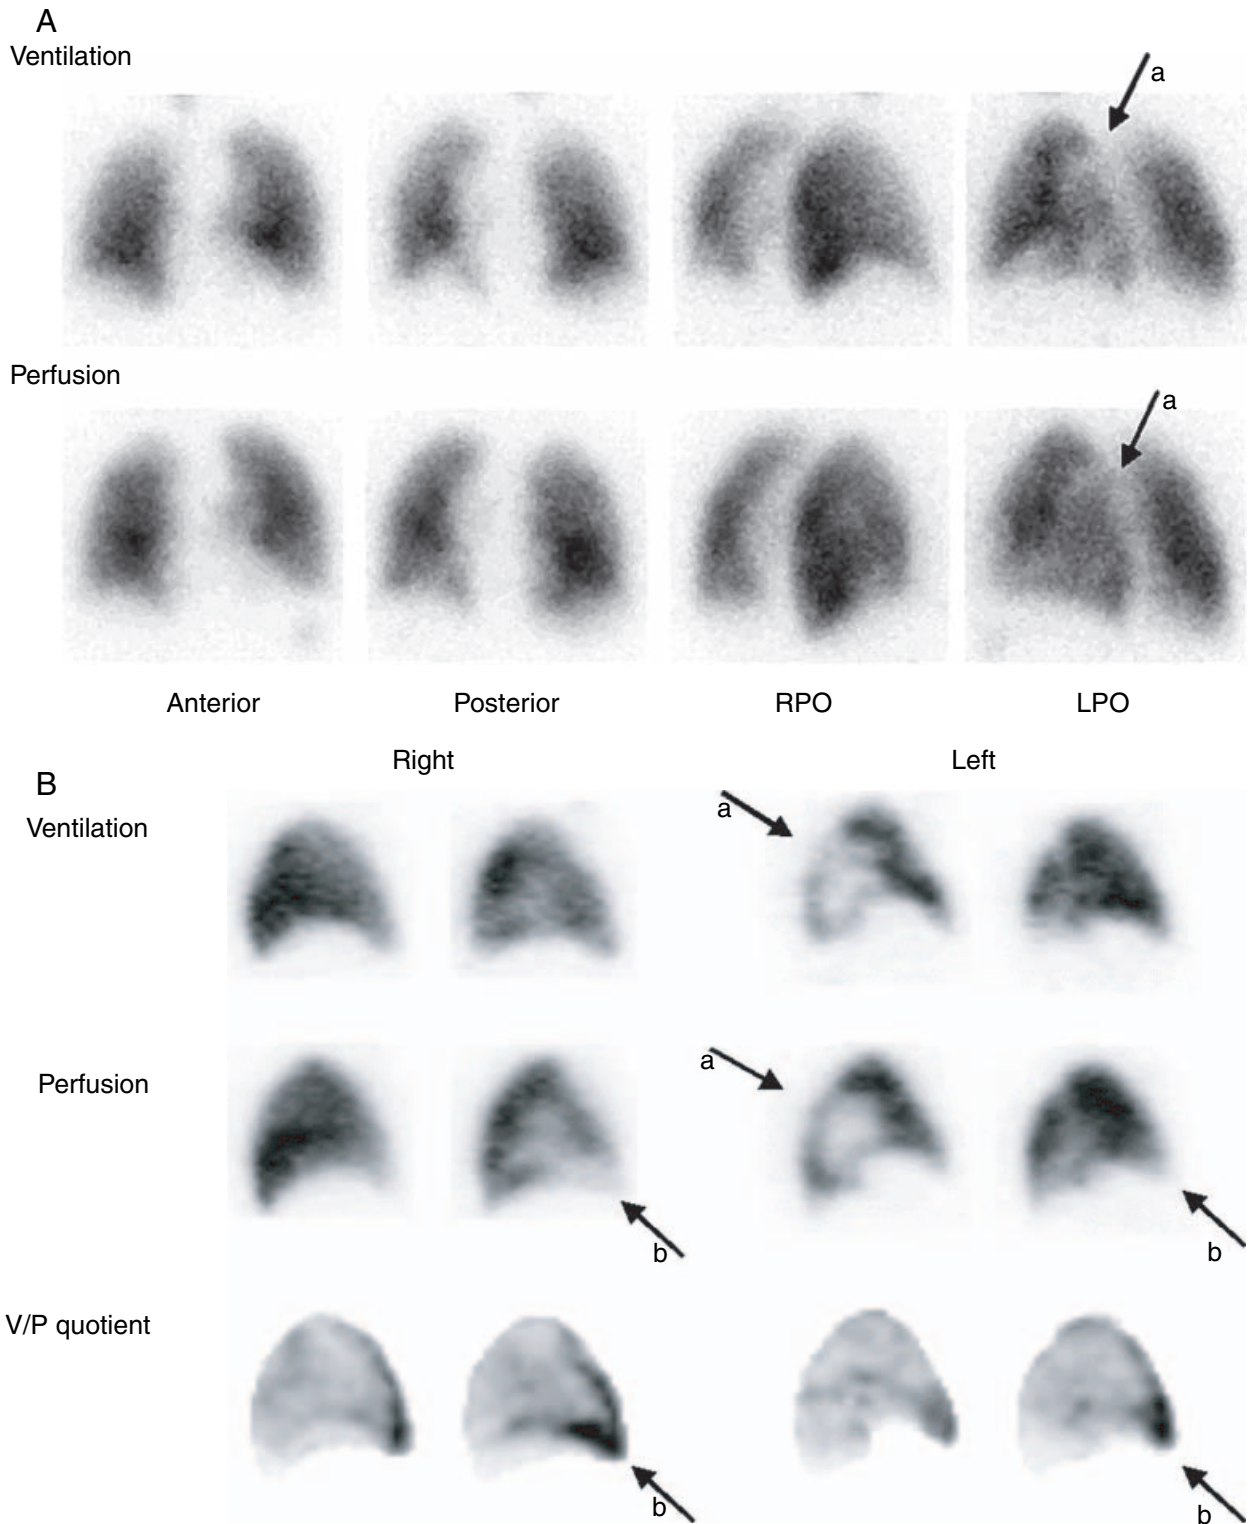 A
Ventilation
a
Perfusion
a
Anterior Posterior RPO LPO
Right Left
B
Ventilation
a
Perfusion
a
b
b
V/P quotient
b
b